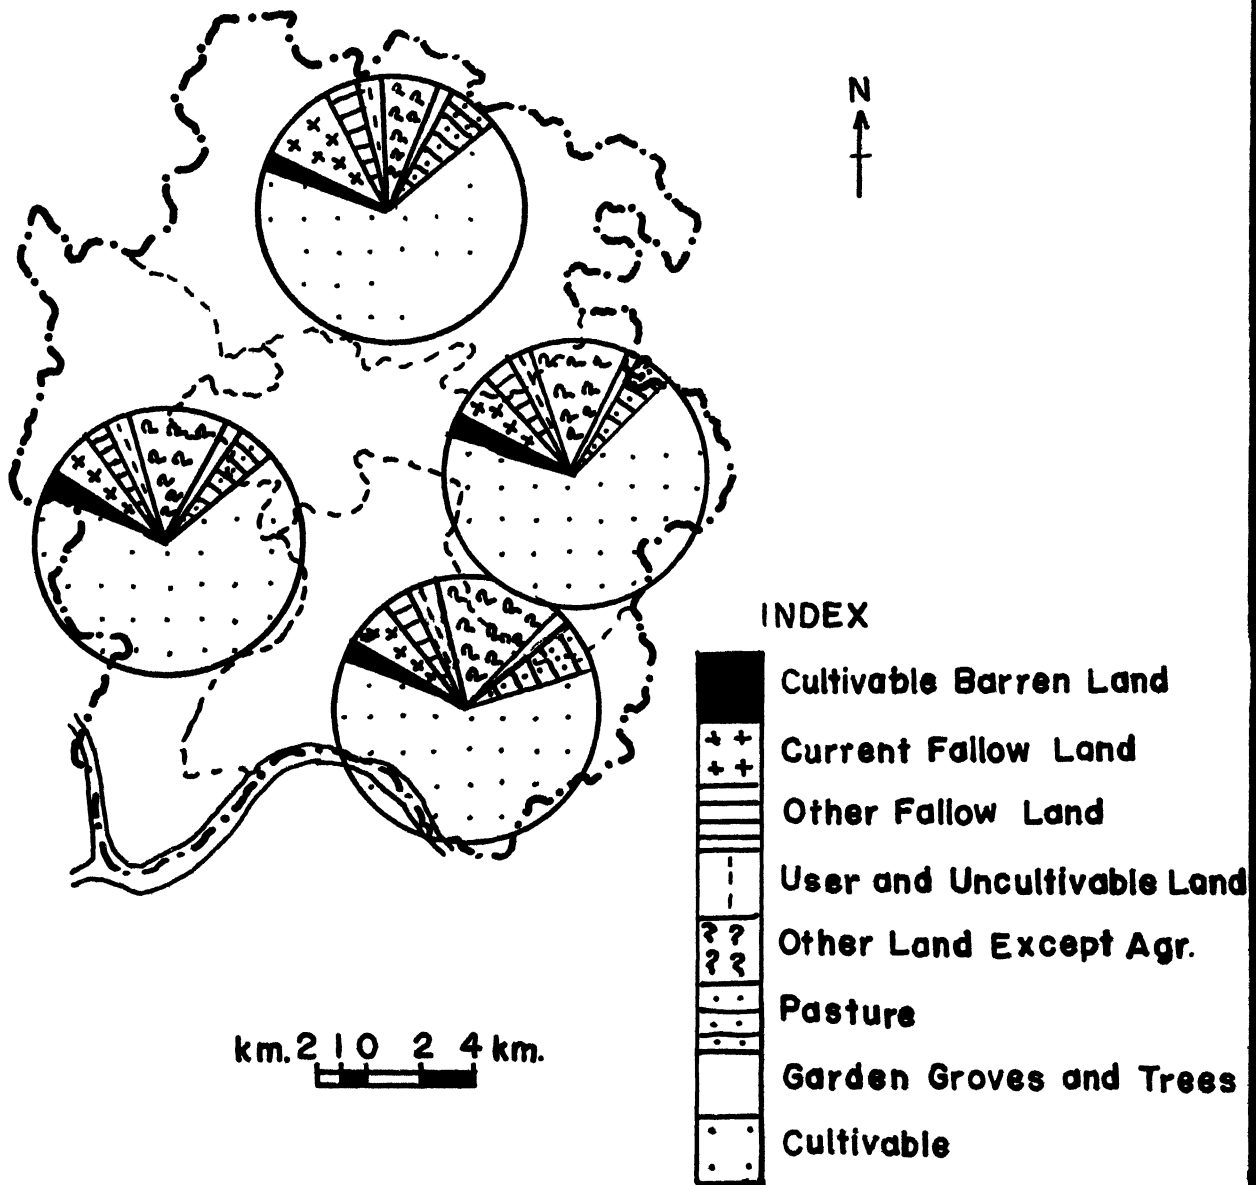 N
INDEX
Cultivable Barren Land
Current Fallow Land
Other Fallow Land
User and Uncultivable Land
Other Land Except Agr.
Pasture
Garden Groves and Trees
Cultivable
km. 2 1 0 2 4 km.